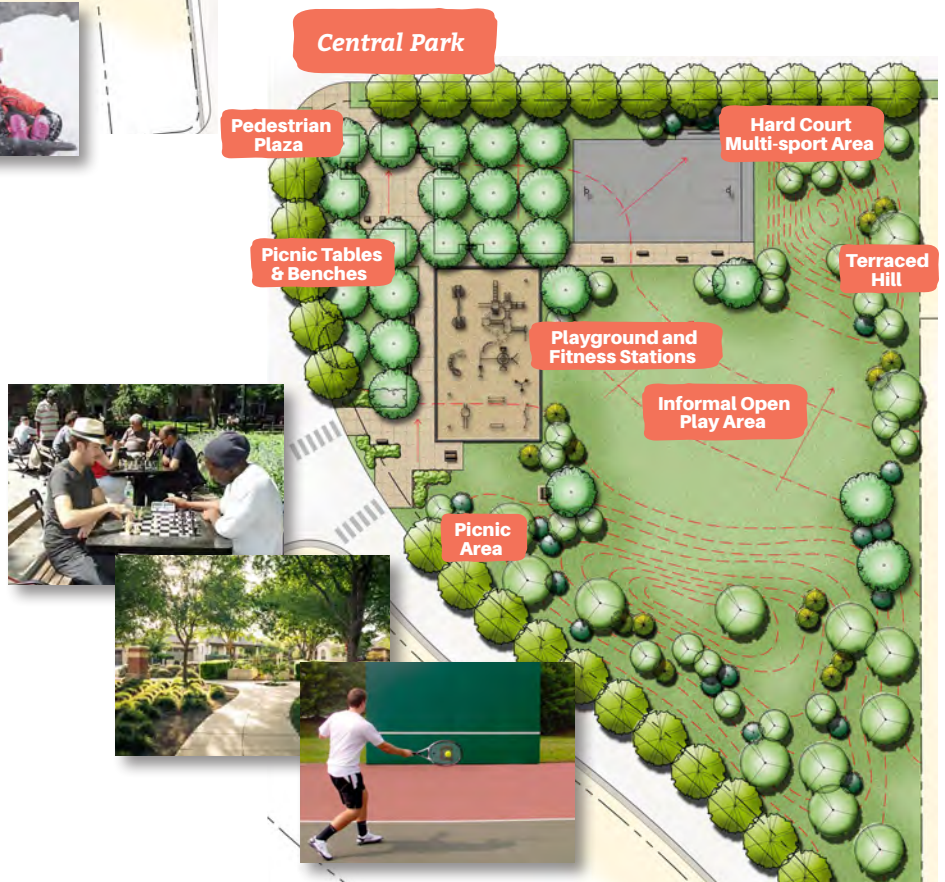 Central Park
Pedestrian
Plaza
Hard Court
Multi-sport Area
Picnic Tables
& Benches
Terraced
Hill
Playground and
Fitness Stations
Informal Open
Play Area
Picnic
Area